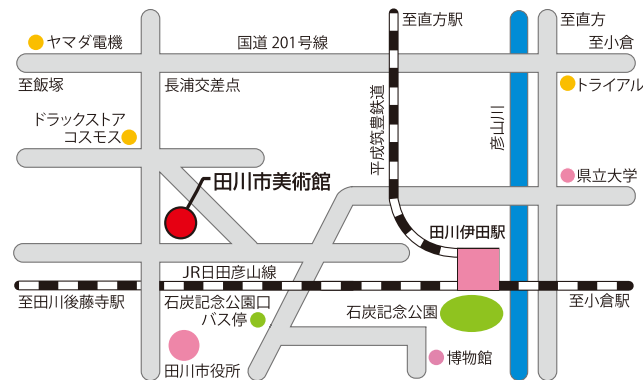 至直方駅
至直方
ヤマダ電機
国道 201号線
至小倉
至飯塚
長浦交差点
トライアル
平成筑豊鉄道
彦山川
ドラックストア
コスモス
田川市美術館
県立大学
田川伊田駅
JR日田彦山線
至田川後藤寺駅
石炭記念公園口
バス停
石炭記念公園
至小倉駅
博物館
田川市役所